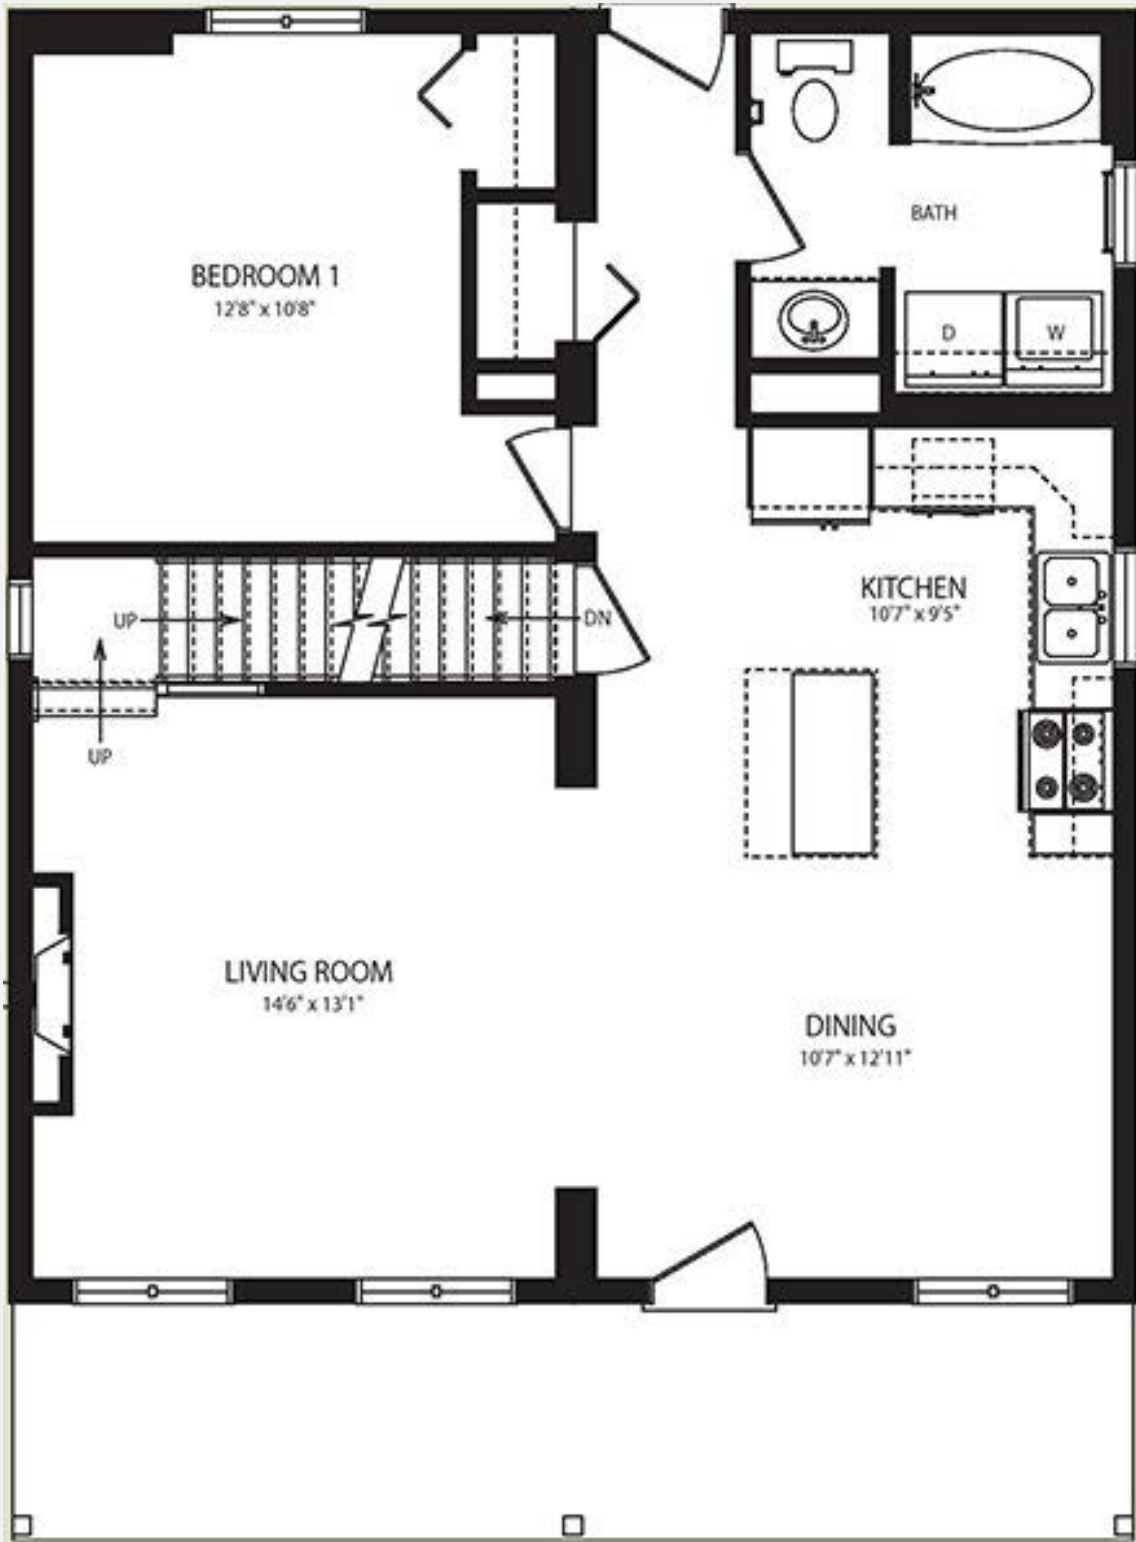 BATH
BEDROOM 1
12'8" x 10'8"
D
W
KITCHEN
10'7" x 9'5"
UP
DN
UP
LIVING ROOM
14'6" x 13'1"
DINING
10'7" x 12'11"